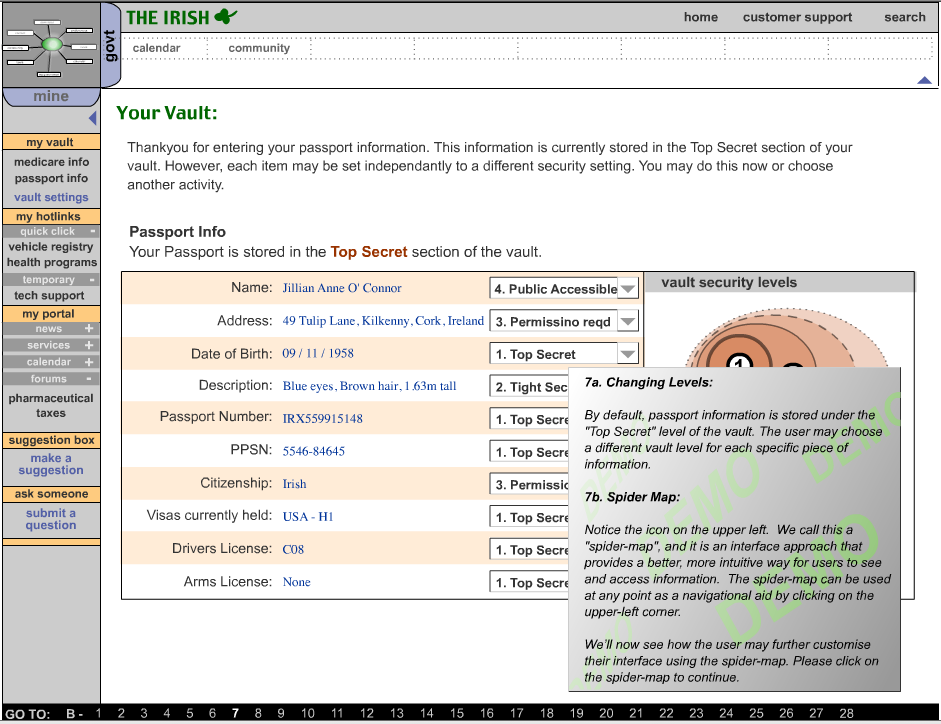 THE IRISH
home customer support search
govt
calendar community
mine
my vault
medicare info
passport info
vault settings
my hotlinks
quick click -
vehicle registry
health programs
temporary -
tech support
my portal
news +
services +
calendar +
forums -
pharmaceutical
taxes
suggestion box
make a
suggestion
ask someone
submit a
question
Your Vault:
Thankyou for entering your passport information. This information is currently stored in the Top Secret section of your
vault. However, each item may be set independantly to a different security setting. You may do this now or choose
another activity.
Passport Info
Your Passport is stored in the Top Secret section of the vault.
Name: Jillian Anne O' Connor 4. Public Accessible
Address: 49 Tulip Lane, Kilkenny, Cork, Ireland 3. Permissino reqd
Date of Birth: 09 / 11 / 1958 1. Top Secret
Description: Blue eyes, Brown hair, 1.63m tall 2. Tight Sec
Passport Number: IRX559915148 1. Top Secre
PPSN: 5546-84645 1. Top Secre
Citizenship: Irish 3. Permissio
Visas currently held: USA - H1 1. Top Secre
Drivers License: C08 1. Top Secre
Arms License: None 1. Top Secre
vault security levels
1
7a. Changing Levels:
By default, passport information is stored under the
"Top Secret" level of the vault. The user may choose
a different vault level for each specific piece of
information.
7b. Spider Map:
Notice the icon on the upper left. We call this a
"spider-map", and it is an interface approach that
provides a better, more intuitive way for users to see
and access information. The spider-map can be used
at any point as a navigational aid by clicking on the
upper-left corner.
We'll now see how the user may further customise
their interface using the spider-map. Please click on
the spider-map to continue.
DEMO
DEMO
DEMO
DEMO
GO TO: B - 1 2 3 4 5 6 7 8 9 10 11 12 13 14 15 16 17 18 19 20 21 22 23 24 25 26 27 28